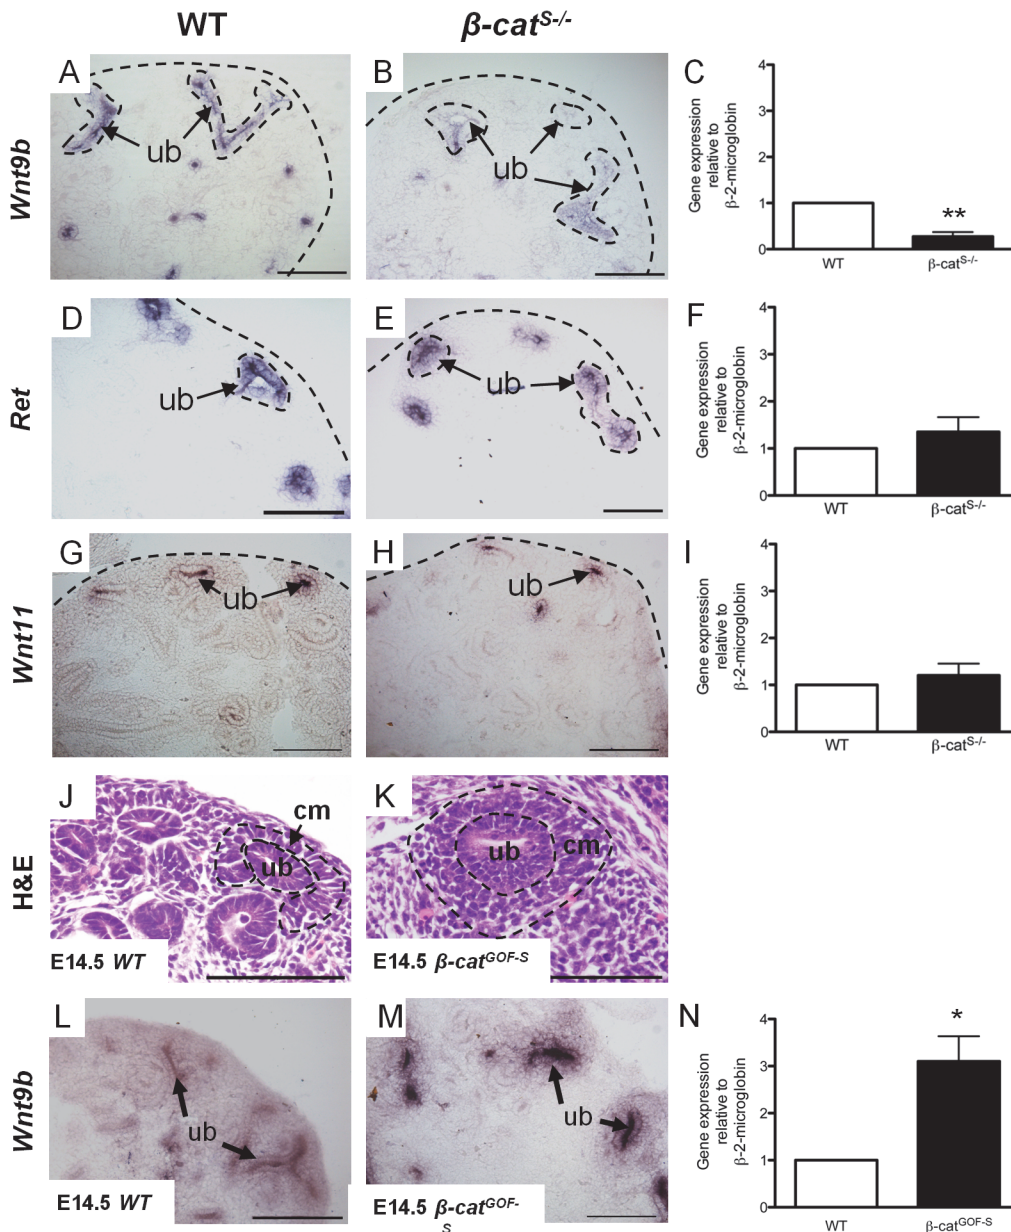 WT
β-cat^S-/-
Wnt9b
A
ub
B
ub
C
Gene expression
relative to
β-2-microglobin
4
3
2
1
0
**
WT
β-cat^S-/-
Ret
D
ub
E
ub
F
Gene expression
relative to
β-2-microglobin
4
3
2
1
0
WT
β-cat^S-/-
Wnt11
G
ub
H
ub
I
Gene expression
relative to
β-2-microglobin
4
3
2
1
0
WT
β-cat^S-/-
H&E
J
cm
ub
E14.5 WT
K
ub cm
E14.5 β-cat^GOF-S
Wnt9b
L
ub
E14.5 WT
M
ub
E14.5 β-cat^GOF-
S
N
Gene expression
relative to
β-2-microglobin
4
3
2
1
0
*
WT
β-cat^GOF-S